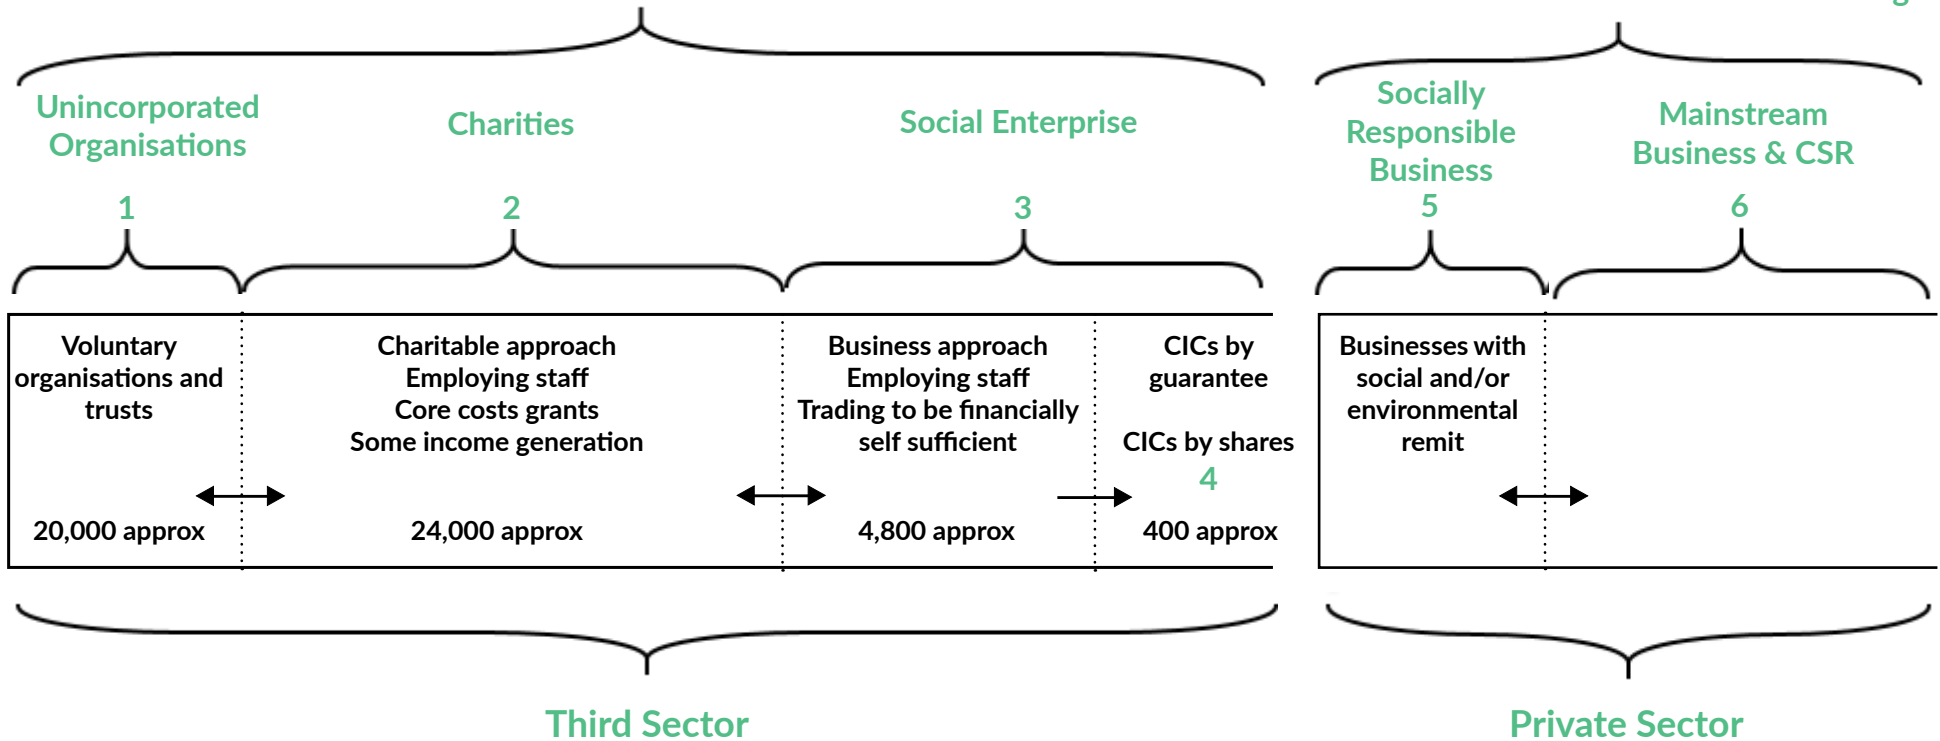 Unincorporated
Organisations
1
Charities
2
Social Enterprise
3
Socially
Responsible
Business
5
Mainstream
Business & CSR
6
Voluntary
organisations and
trusts
20,000 approx
Charitable approach
Employing staff
Core costs grants
Some income generation
24,000 approx
Business approach
Employing staff
Trading to be financially
self sufficient
4,800 approx
CICs by
guarantee
CICs by shares
4
400 approx
Businesses with
social and/or
environmental
remit
Third Sector
Private Sector